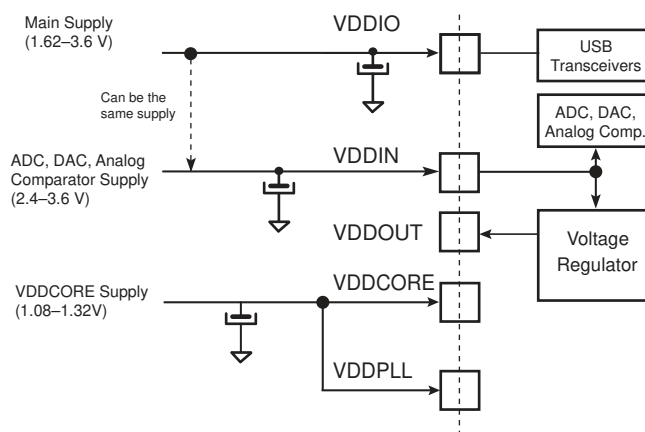 Main Supply
(1.62–3.6 V)
VDDIO
USB
Transceivers
Can be the
same supply
ADC, DAC,
Analog Comp.
ADC, DAC, Analog
Comparator Supply
(2.4–3.6 V)
VDDIN
VDDOUT
Voltage
Regulator
VDDCORE Supply
(1.08–1.32V)
VDDCORE
VDDPLL